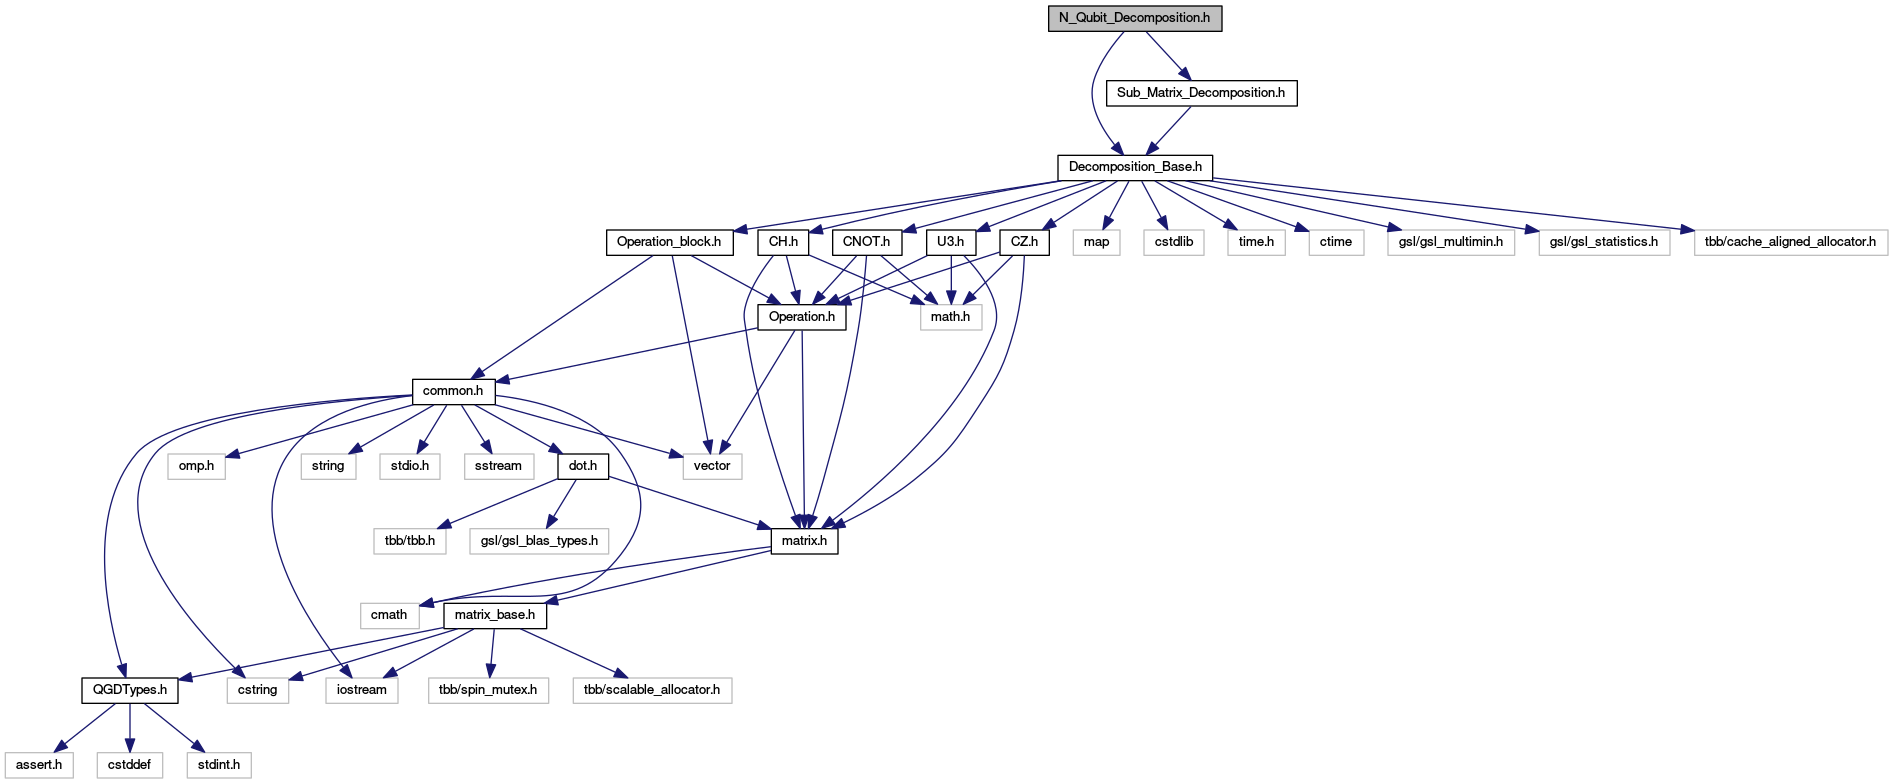 N_Qubit_Decomposition.h
Sub_Matrix_Decomposition.h
Decomposition_Base.h
Operation_block.h
CH.h
CNOT.h
U3.h
CZ.h
map
cstdlib
time.h
ctime
gsl/gsl_multimin.h
gsl/gsl_statistics.h
tbb/cache_aligned_allocator.h
Operation.h
math.h
common.h
omp.h
string
stdio.h
sstream
dot.h
vector
tbb/tbb.h
gsl/gsl_blas_types.h
matrix.h
cmath
matrix_base.h
QGDTypes.h
cstring
iostream
tbb/spin_mutex.h
tbb/scalable_allocator.h
assert.h
cstddef
stdint.h